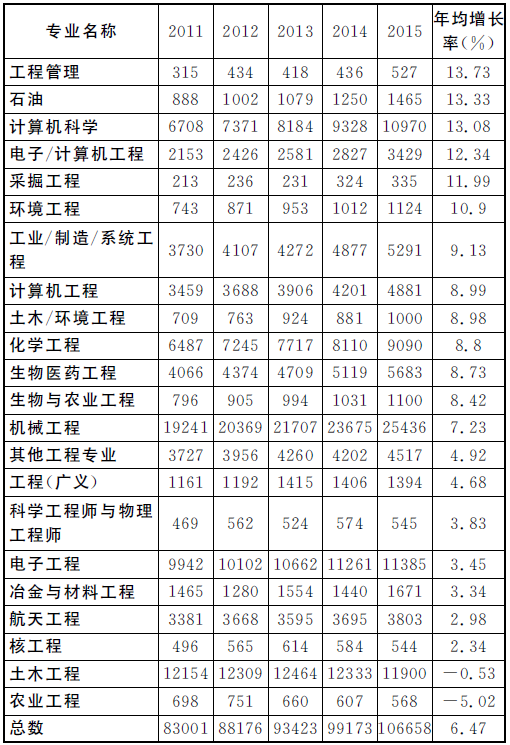 专业名称 2011 2012 2013 2014 2015 年均增长率(%)
工程管理 315 434 418 436 527 13.73
石油 888 1002 1079 1250 1465 13.33
计算机科学 6708 7371 8184 9328 10970 13.08
电子/计算机工程 2153 2426 2581 2827 3429 12.34
采掘工程 213 236 231 324 335 11.99
环境工程 743 871 953 1012 1124 10.9
工业/制造/系统工程 3730 4107 4272 4877 5291 9.13
计算机工程 3459 3688 3906 4201 4881 8.99
土木/环境工程 709 763 924 881 1000 8.98
化学工程 6487 7245 7717 8110 9090 8.8
生物医药工程 4066 4374 4709 5119 5683 8.73
生物与农业工程 796 905 994 1031 1100 8.42
机械工程 19241 20369 21707 23675 25436 7.23
其他工程专业 3727 3956 4260 4202 4517 4.92
工程(广义) 1161 1192 1415 1406 1394 4.68
科学工程师与物理工程师 469 562 524 574 545 3.83
电子工程 9942 10102 10662 11261 11385 3.45
冶金与材料工程 1465 1280 1554 1440 1671 3.34
航天工程 3381 3668 3595 3695 3803 2.98
核工程 496 565 614 584 544 2.34
土木工程 12154 12309 12464 12333 11900 －0.53
农业工程 698 751 660 607 568 －5.02
总数 83001 88176 93423 99173 106658 6.47